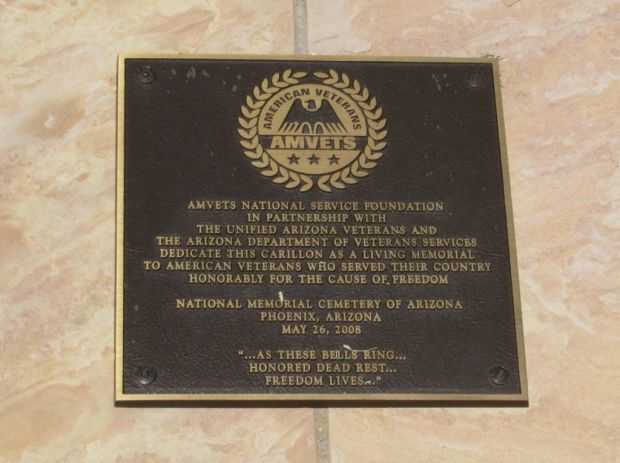 AMERICAN VETERANS
AMVETS
AMVETS NATIONAL SERVICE FOUNDATION
IN PARTNERSHIP WITH
THE UNIFIED ARIZONA VETERANS AND
THE ARIZONA DEPARTMENT OF VETERANS SERVICES
DEDICATE THIS CARILLON AS A LIVING MEMORIAL
TO AMERICAN VETERANS WHO SERVED THEIR COUNTRY
HONORABLY FOR THE CAUSE OF FREEDOM
NATIONAL MEMORIAL CEMETERY OF ARIZONA
PHOENIX, ARIZONA
MAY 26, 2008
"...AS THESE BELLS RING...
HONORED DEAD REST...
FREEDOM LIVES..."